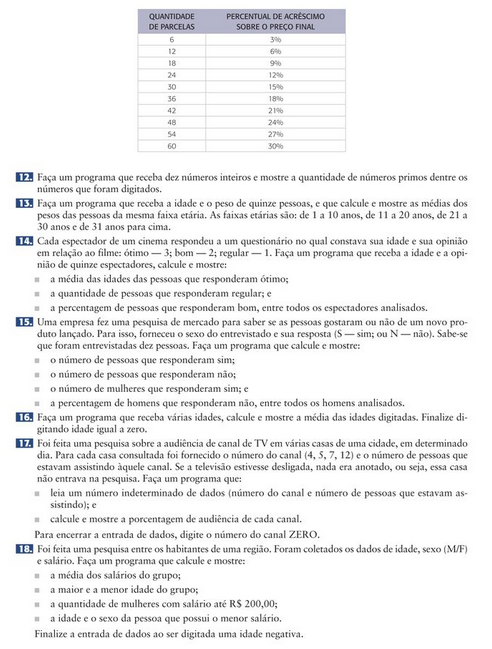 QUANTIDADE DE PARCELAS PERCENTUAL DE ACRÉSCIMO SOBRE O PREÇO FINAL
6 3%
12 6%
18 9%
24 12%
30 15%
36 18%
42 21%
48 24%
54 27%
60 30%
12. Faça um programa que receba dez números inteiros e mostre a quantidade de números primos dentre os
números que foram digitados.
13. Faça um programa que receba a idade e o peso de quinze pessoas, e que calcule e mostre as médias dos
pesos das pessoas da mesma faixa etária. As faixas etárias são: de 1 a 10 anos, de 11 a 20 anos, de 21 a
30 anos e de 31 anos para cima.
14. Cada espectador de um cinema respondeu a um questionário no qual constava sua idade e sua opinião
em relação ao filme: ótimo — 3; bom — 2; regular — 1. Faça um programa que receba a idade e a opi-
nião de quinze espectadores, calcule e mostre:
■ a média das idades das pessoas que responderam ótimo;
■ a quantidade de pessoas que responderam regular; e
■ a percentagem de pessoas que responderam bom, entre todos os espectadores analisados.
15. Uma empresa fez uma pesquisa de mercado para saber se as pessoas gostaram ou não de um novo pro-
duto lançado. Para isso, forneceu o sexo do entrevistado e sua resposta (S — sim; ou N — não). Sabe-se
que foram entrevistadas dez pessoas. Faça um programa que calcule e mostre:
■ o número de pessoas que responderam sim;
■ o número de pessoas que responderam não;
■ o número de mulheres que responderam sim; e
■ a percentagem de homens que responderam não, entre todos os homens analisados.
16. Faça um programa que receba várias idades, calcule e mostre a média das idades digitadas. Finalize di-
gitando idade igual a zero.
17. Foi feita uma pesquisa sobre a audiência de canal de TV em várias casas de uma cidade, em determinado
dia. Para cada casa consultada foi fornecido o número do canal (4, 5, 7, 12) e o número de pessoas que
estavam assistindo àquele canal. Se a televisão estivesse desligada, nada era anotado, ou seja, essa casa
não entrava na pesquisa. Faça um programa que:
■ leia um número indeterminado de dados (número do canal e número de pessoas que estavam as-
sistindo); e
■ calcule e mostre a porcentagem de audiência de cada canal.
Para encerrar a entrada de dados, digite o número do canal ZERO.
18. Foi feita uma pesquisa entre os habitantes de uma região. Foram coletados os dados de idade, sexo (M/F)
e salário. Faça um programa que calcule e mostre:
■ a média dos salários do grupo;
■ a maior e a menor idade do grupo;
■ a quantidade de mulheres com salário até R$ 200,00;
■ a idade e o sexo da pessoa que possui o menor salário.
Finalize a entrada de dados ao ser digitada uma idade negativa.